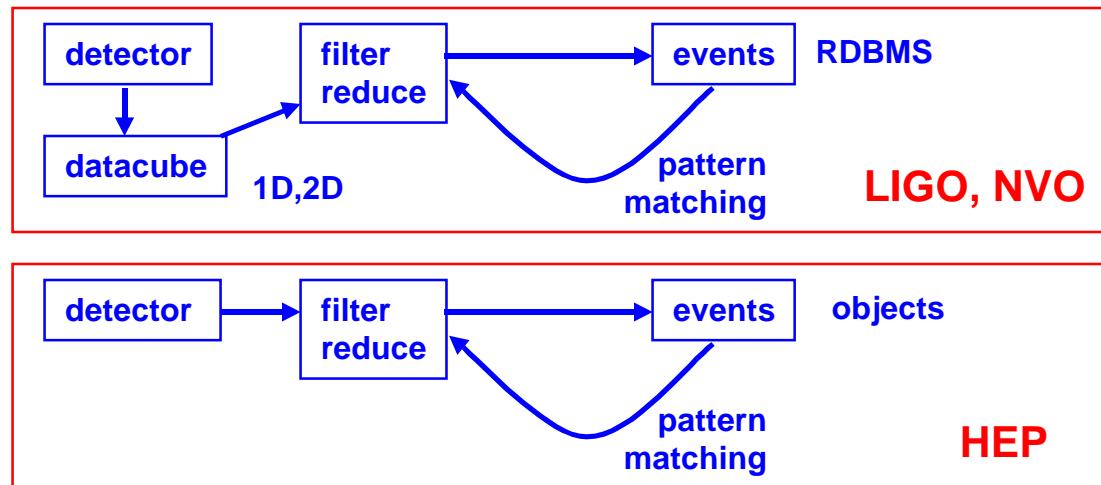 detector
filter
reduce
events
RDBMS
datacube
1D,2D
pattern
matching
LIGO, NVO
detector
filter
reduce
events
objects
pattern
matching
HEP